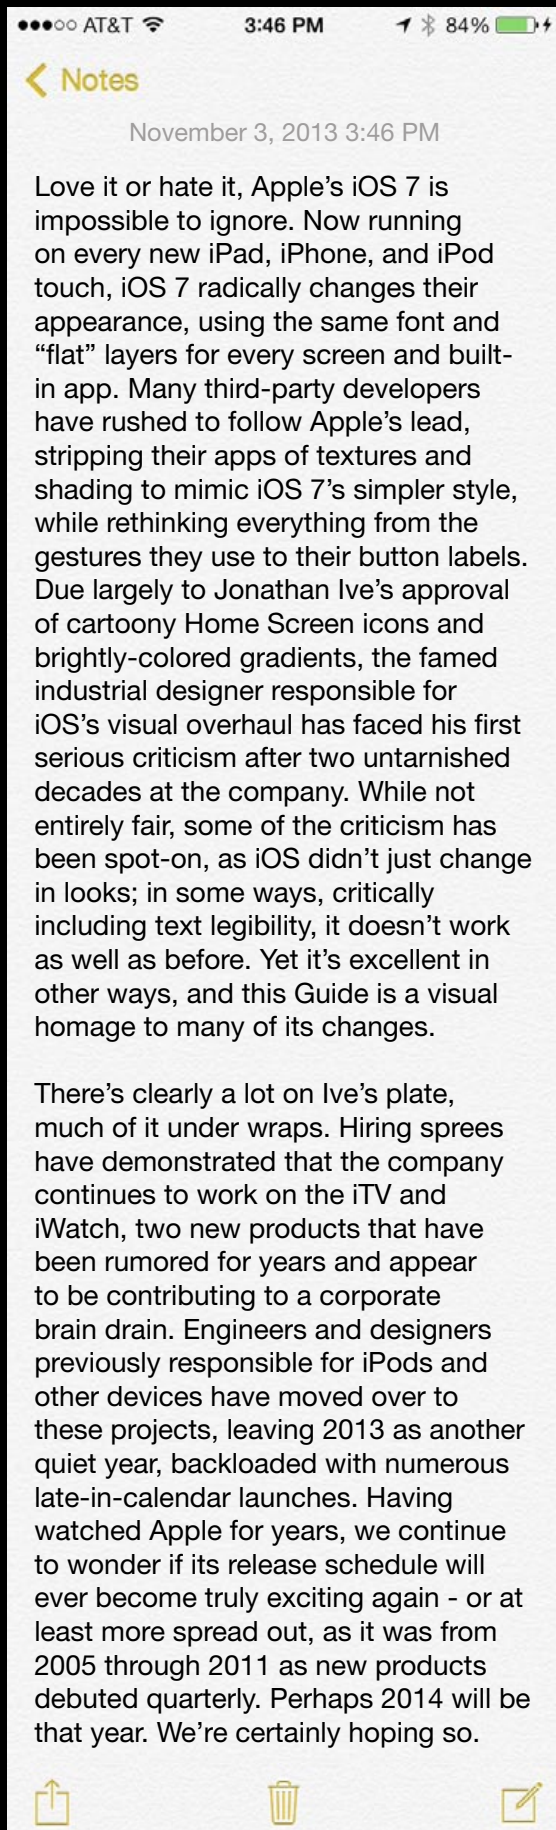 AT&T 3:46 PM 84%
Notes
November 3, 2013 3:46 PM
Love it or hate it, Apple’s iOS 7 is
impossible to ignore. Now running
on every new iPad, iPhone, and iPod
touch, iOS 7 radically changes their
appearance, using the same font and
“flat” layers for every screen and built-
in app. Many third-party developers
have rushed to follow Apple’s lead,
stripping their apps of textures and
shading to mimic iOS 7’s simpler style,
while rethinking everything from the
gestures they use to their button labels.
Due largely to Jonathan Ive’s approval
of cartoony Home Screen icons and
brightly-colored gradients, the famed
industrial designer responsible for
iOS’s visual overhaul has faced his first
serious criticism after two untarnished
decades at the company. While not
entirely fair, some of the criticism has
been spot-on, as iOS didn’t just change
in looks; in some ways, critically
including text legibility, it doesn’t work
as well as before. Yet it’s excellent in
other ways, and this Guide is a visual
homage to many of its changes.
There’s clearly a lot on Ive’s plate,
much of it under wraps. Hiring sprees
have demonstrated that the company
continues to work on the iTV and
iWatch, two new products that have
been rumored for years and appear
to be contributing to a corporate
brain drain. Engineers and designers
previously responsible for iPods and
other devices have moved over to
these projects, leaving 2013 as another
quiet year, backloaded with numerous
late-in-calendar launches. Having
watched Apple for years, we continue
to wonder if its release schedule will
ever become truly exciting again - or at
least more spread out, as it was from
2005 through 2011 as new products
debuted quarterly. Perhaps 2014 will be
that year. We’re certainly hoping so.